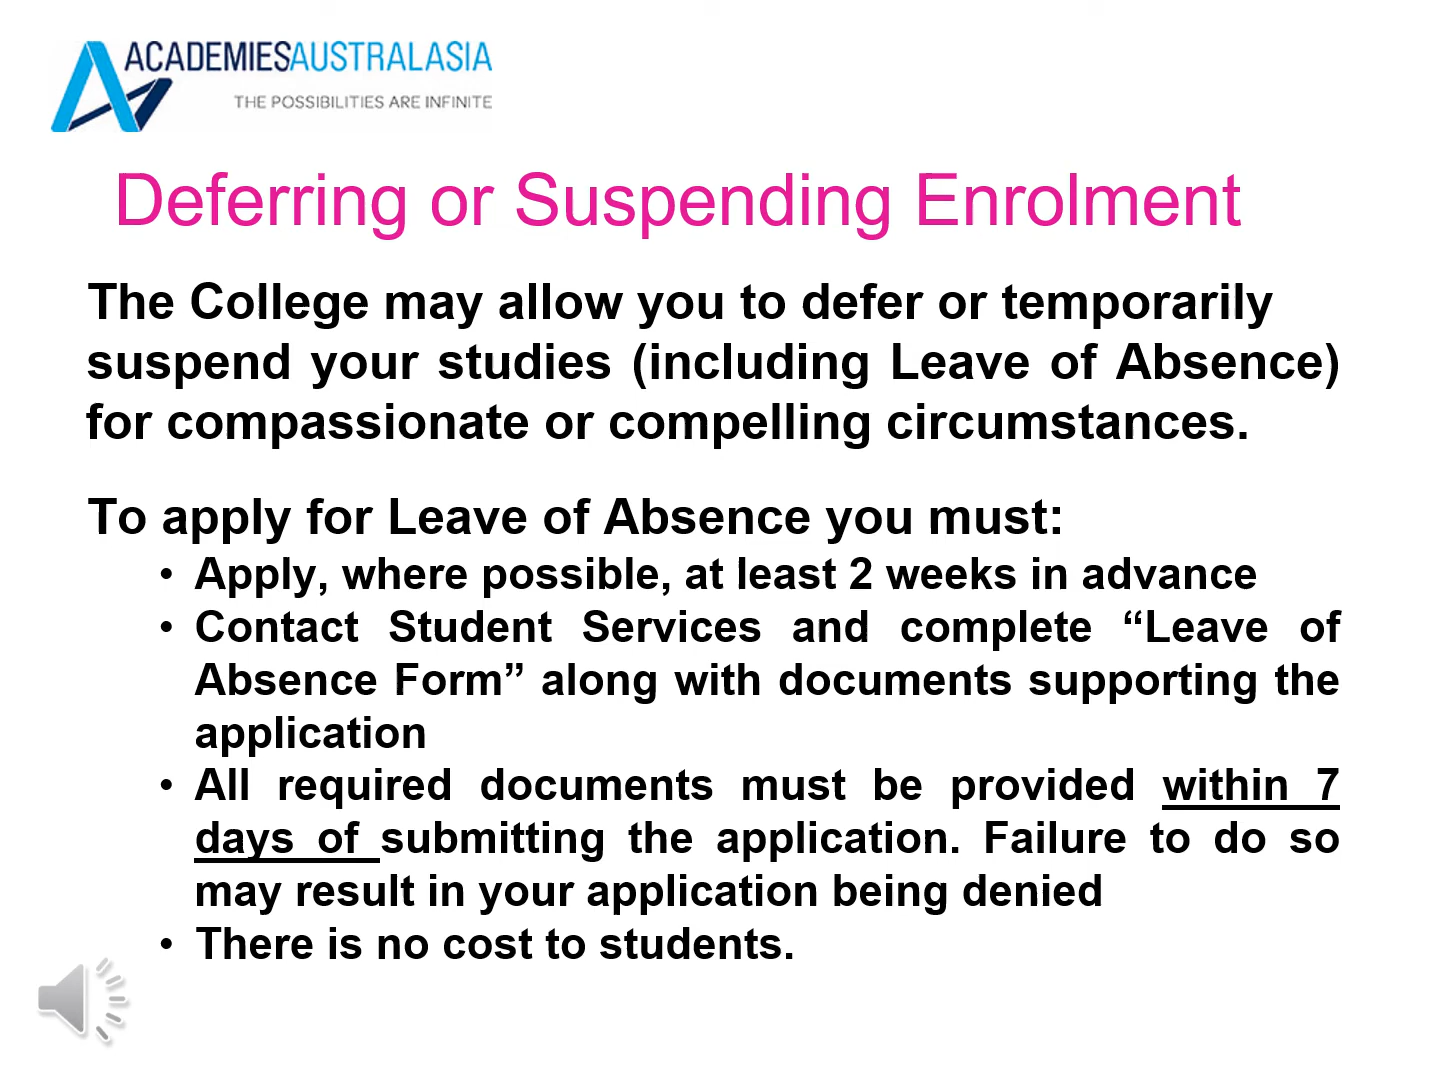 ACADEMIESAUSTRALASIA
THE POSSIBILITIES ARE INFINITE
Deferring or Suspending Enrolment
The College may allow you to defer or temporarily
suspend your studies (including Leave of Absence)
for compassionate or compelling circumstances.
To apply for Leave of Absence you must:
• Apply, where possible, at least 2 weeks in advance
• Contact Student Services and complete “Leave of
Absence Form” along with documents supporting the
application
• All required documents must be provided within 7
days of submitting the application. Failure to do so
may result in your application being denied
• There is no cost to students.